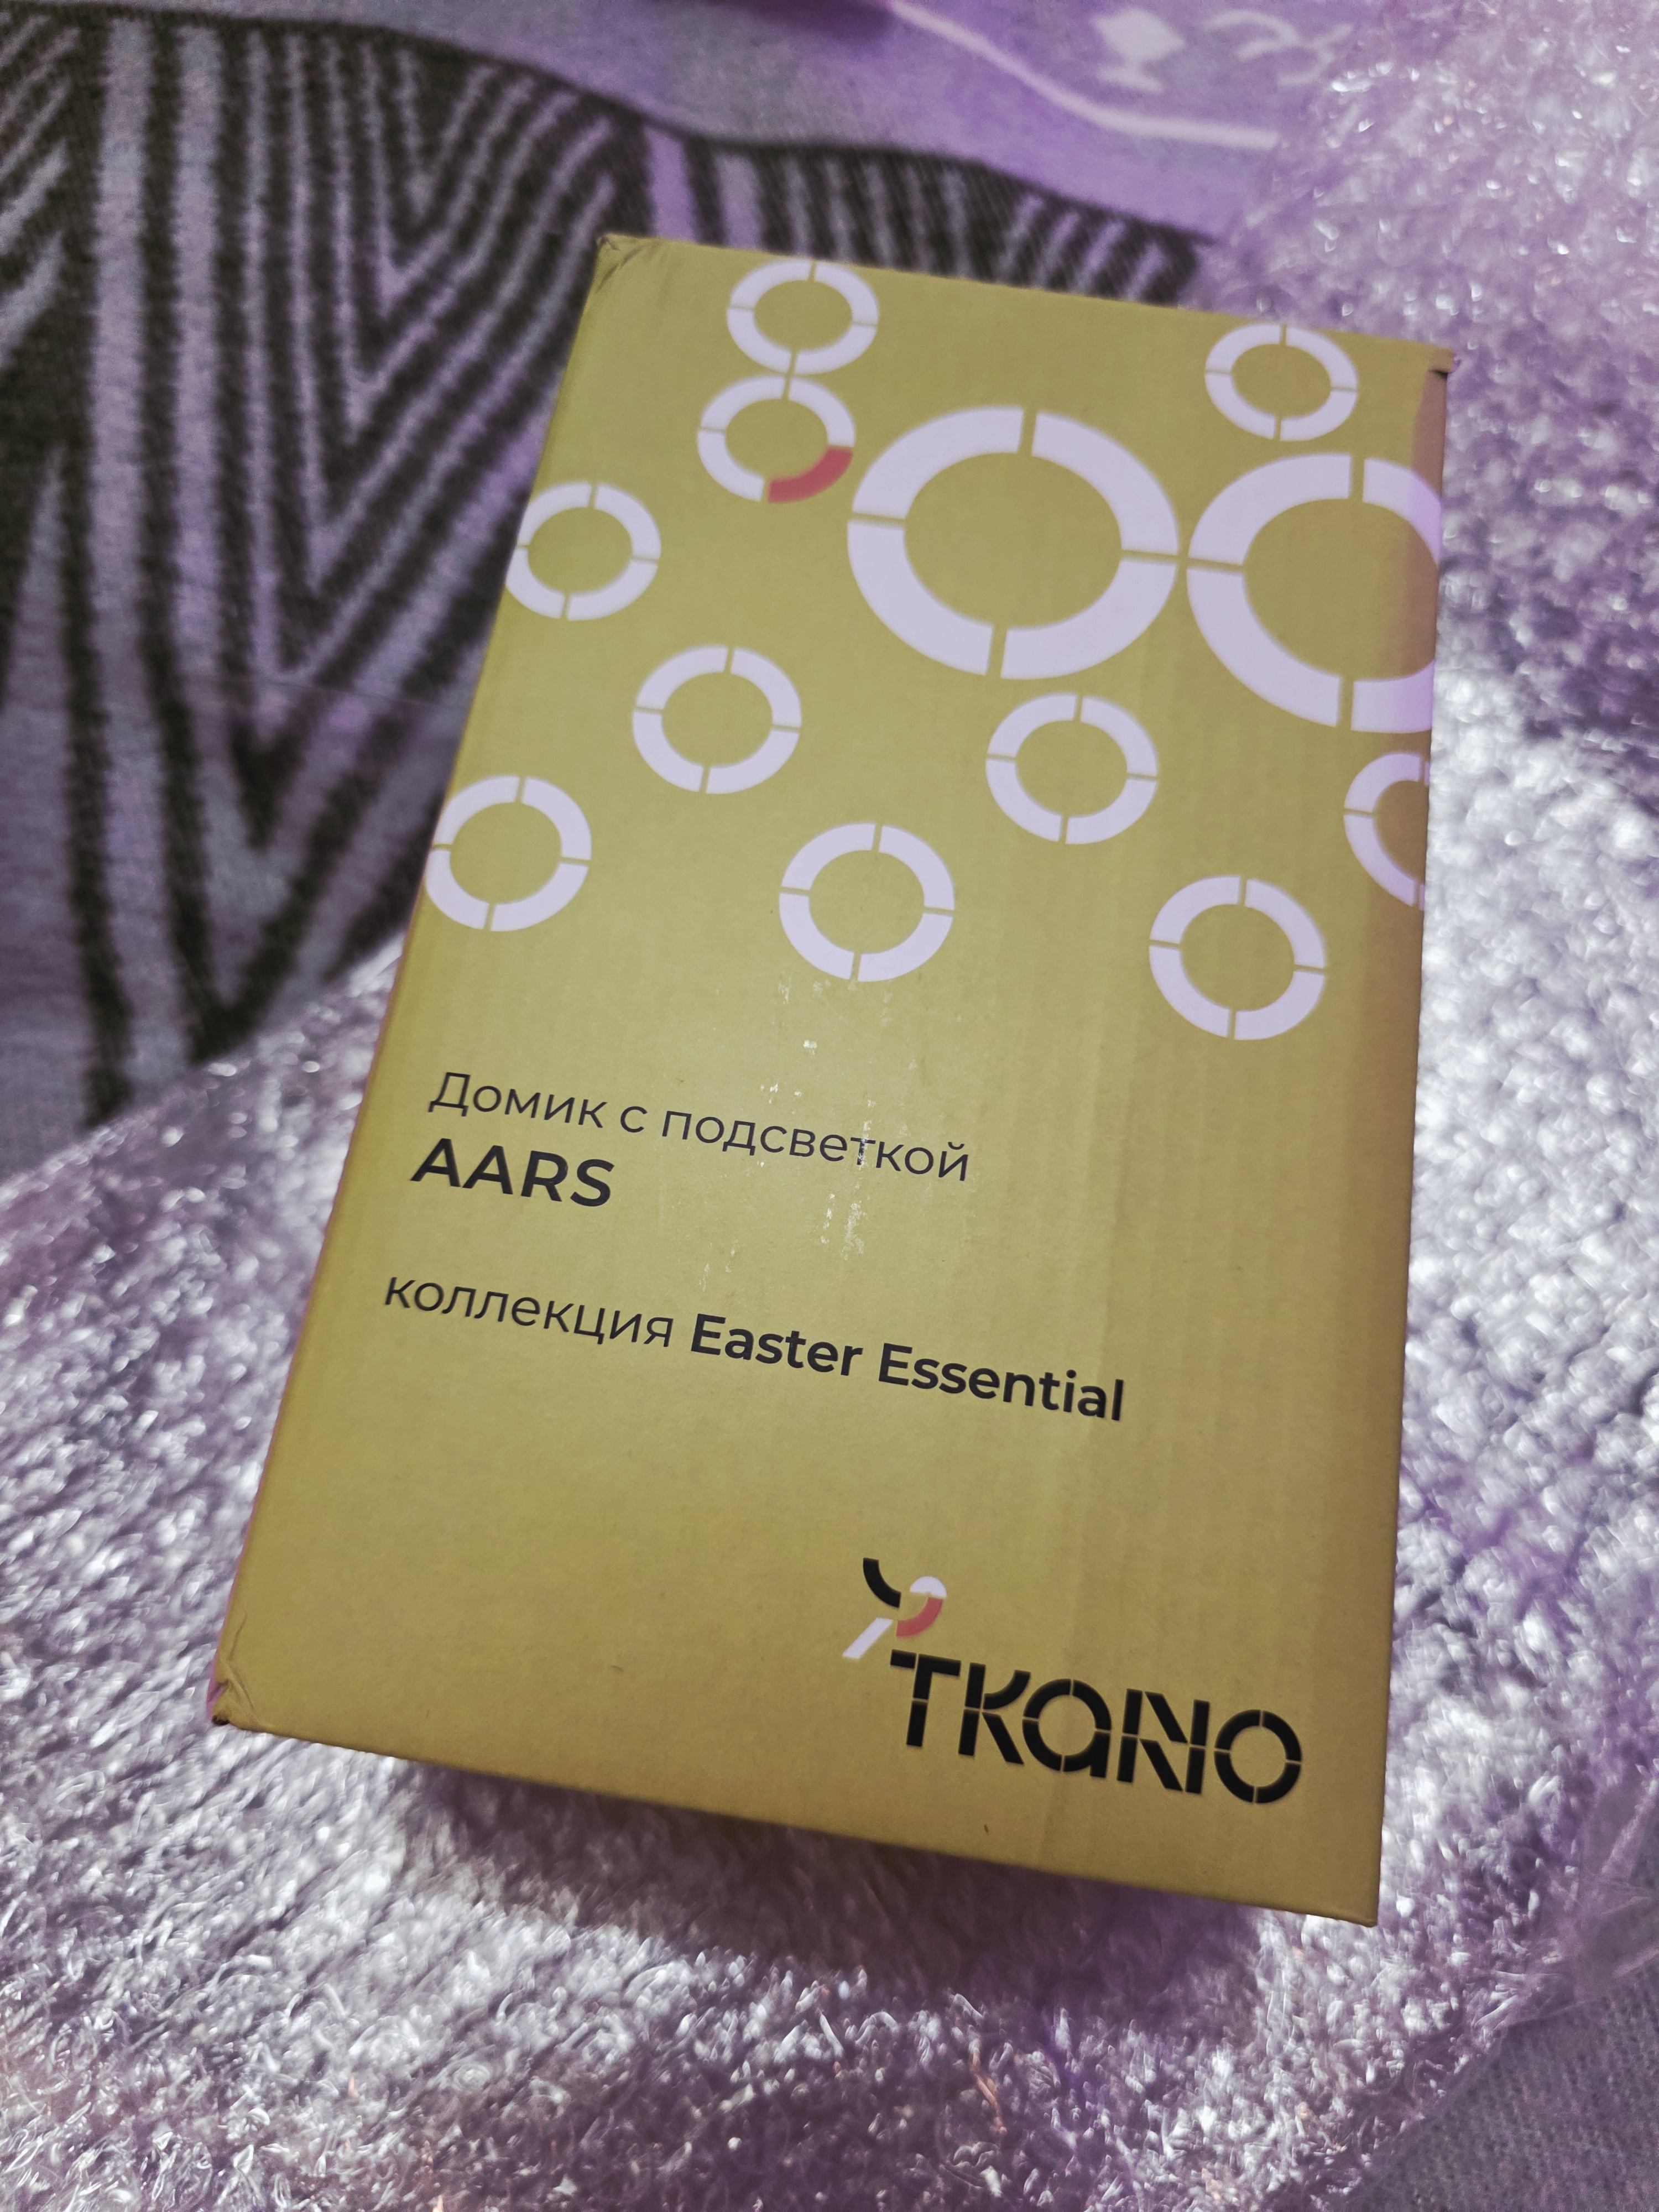 Домик с подсветкой
AARS
коллекция Easter Essential
TKANO